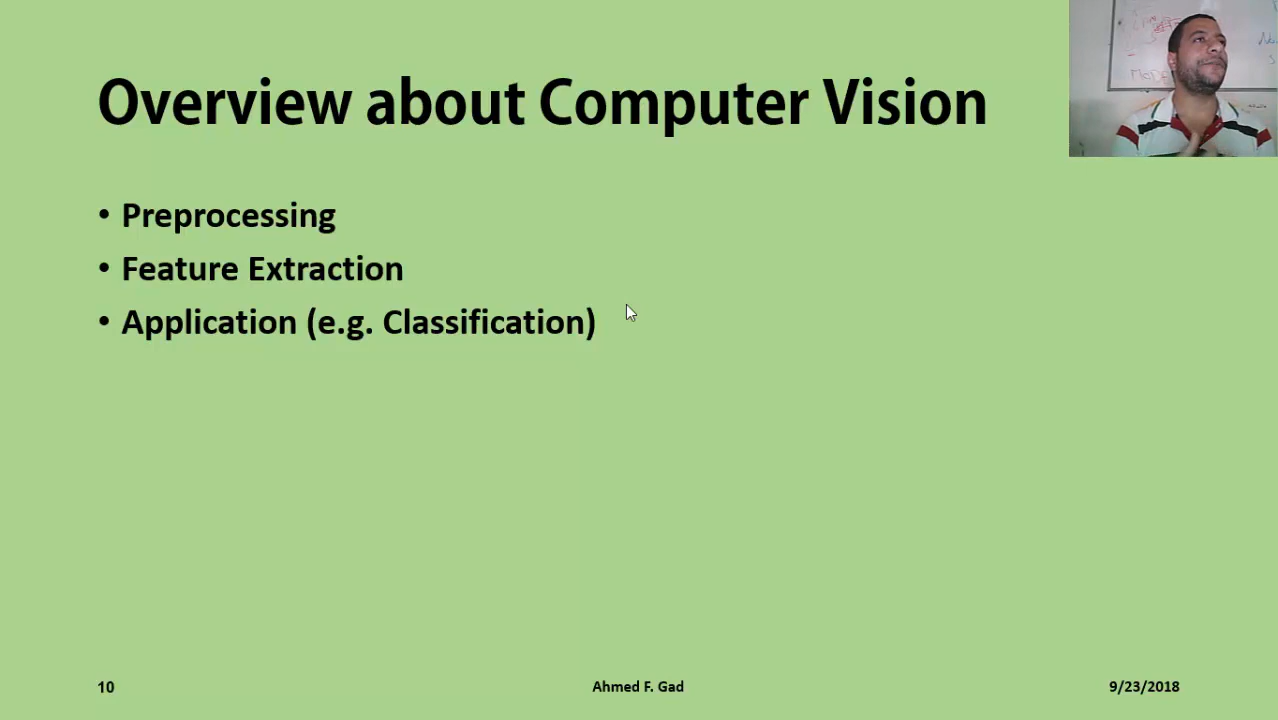 Overview about Computer Vision
• Preprocessing
• Feature Extraction
• Application (e.g. Classification)
10
Ahmed F. Gad
9/23/2018